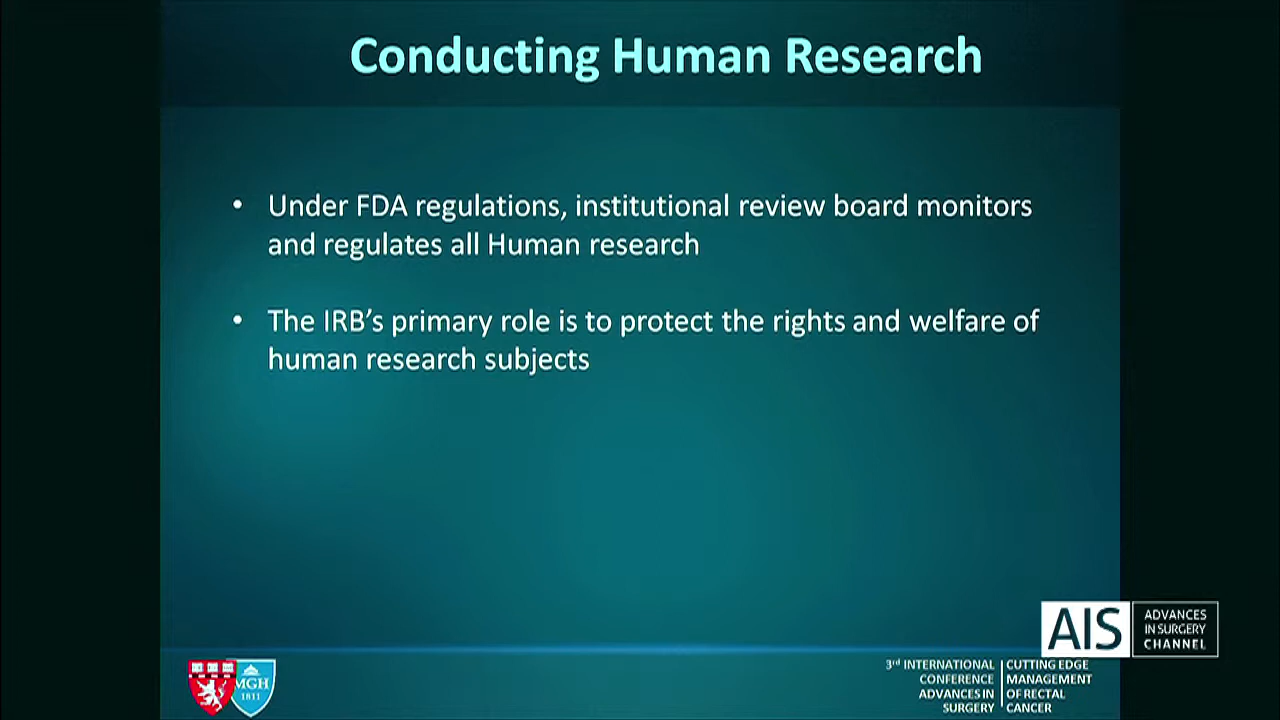 Conducting Human Research
• Under FDA regulations, institutional review board monitors
and regulates all Human research
• The IRB’s primary role is to protect the rights and welfare of
human research subjects
AIS
ADVANCES
IN SURGERY
CHANNEL
MGH
1811
3rd INTERNATIONAL
CONFERENCE
ADVANCES IN
SURGERY
CUTTING EDGE
MANAGEMENT
OF RECTAL
CANCER